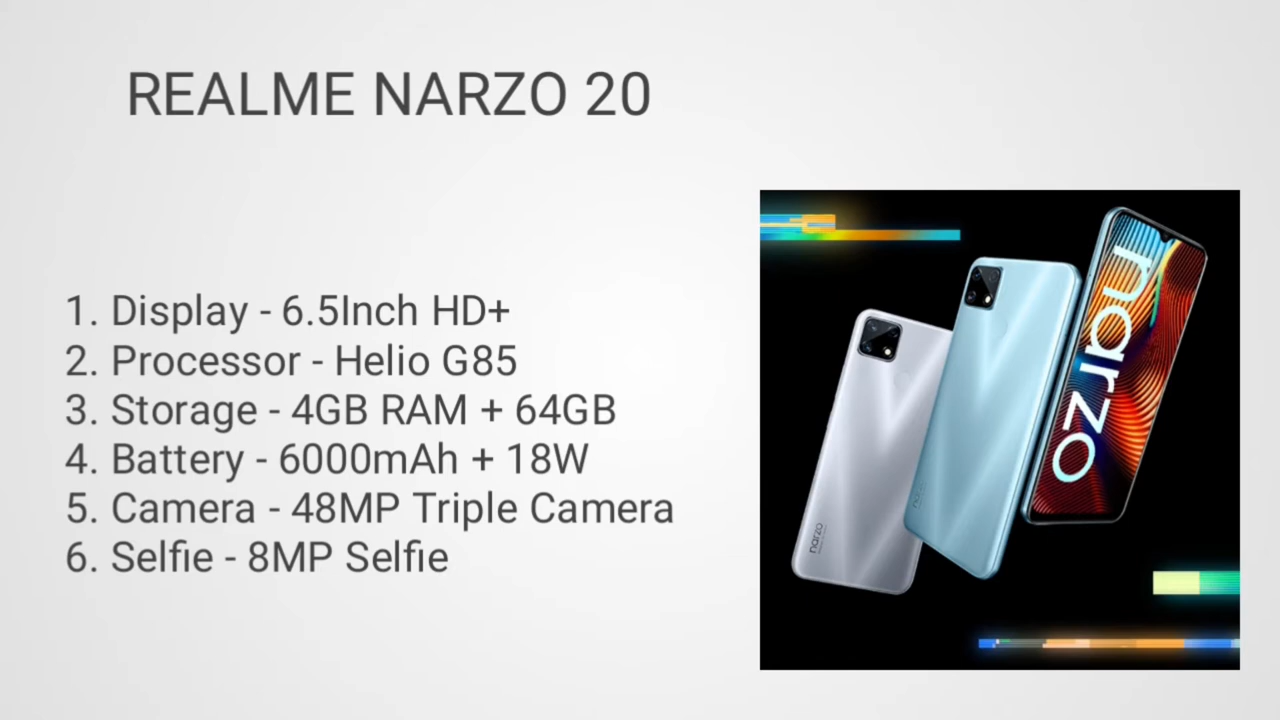 REALME NARZO 20
1. Display - 6.5Inch HD+
2. Processor - Helio G85
3. Storage - 4GB RAM + 64GB
4. Battery - 6000mAh + 18W
5. Camera - 48MP Triple Camera
6. Selfie - 8MP Selfie
narzo
narzo